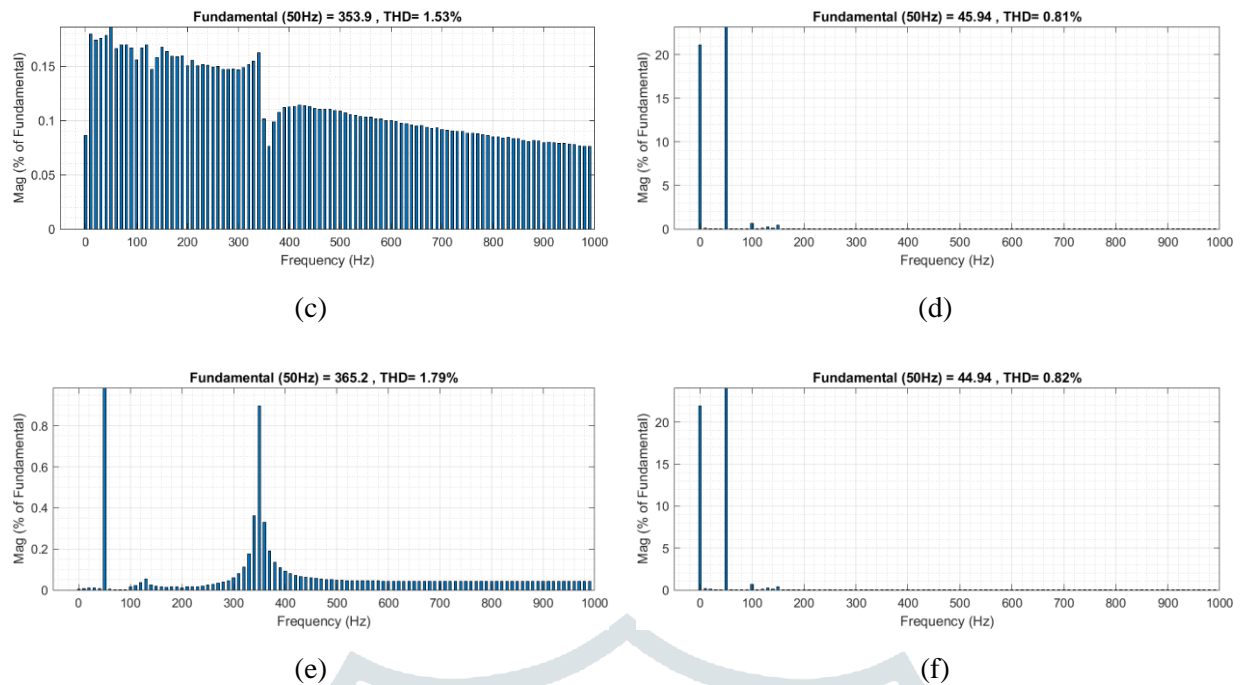 Fundamental (50Hz) = 353.9 , THD= 1.53%
Mag (% of Fundamental)
0.15
0.1
0.05
0
0 100 200 300 400 500 600 700 800 900 1000
Frequency (Hz)
(c)
Fundamental (50Hz) = 45.94 , THD= 0.81%
Mag (% of Fundamental)
20
15
10
5
0
0 100 200 300 400 500 600 700 800 900 1000
Frequency (Hz)
(d)
Fundamental (50Hz) = 365.2 , THD= 1.79%
Mag (% of Fundamental)
0.8
0.6
0.4
0.2
0
0 100 200 300 400 500 600 700 800 900 1000
Frequency (Hz)
(e)
Fundamental (50Hz) = 44.94 , THD= 0.82%
Mag (% of Fundamental)
20
15
10
5
0
0 100 200 300 400 500 600 700 800 900 1000
Frequency (Hz)
(f)